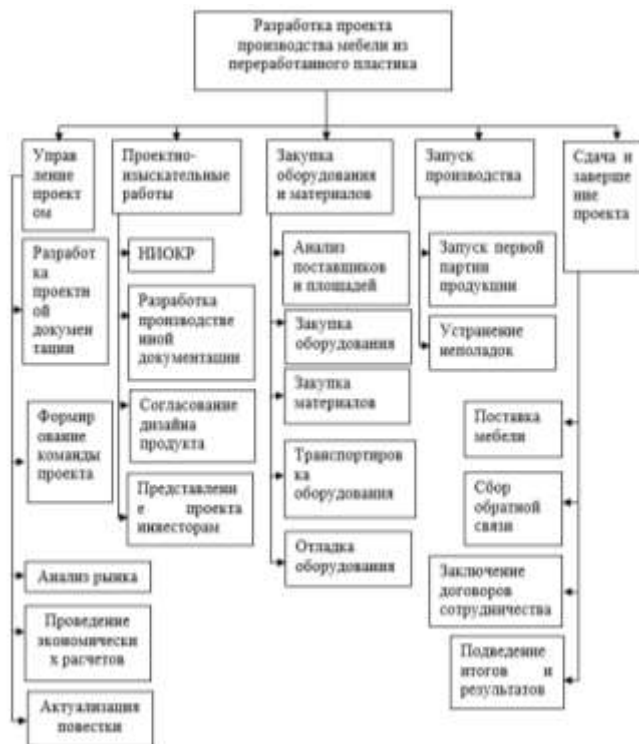 Разработка проекта
производства мебели из
переработанного пластика
Управ
ление
проект
ом
Разработ
ка
проектн
ой
докумен
тации
Формир
ование
команды
проекта
Анализ рынка
Проведение
экономически
х расчетов
Актуализация
повестки
Проектно-
изыскательные
работы
НИОКР
Разработка
производстве
нной
документации
Согласование
дизайна
продукта
Представлени
е проекта
инвесторам
Закупка
оборудования
и материалов
Анализ
поставщиков
и площадей
Закупка
оборудования
Закупка
материалов
Транспортиров
ка
оборудования
Отладка
оборудования
Запуск
производства
Запуск первой
партии
продукции
Устранение
неполадок
Сдача и
заверше
ние
проекта
Поставка
мебели
Сбор
обратной
связи
Заключение
договоров
сотрудничества
Подведение
итогов и
результатов